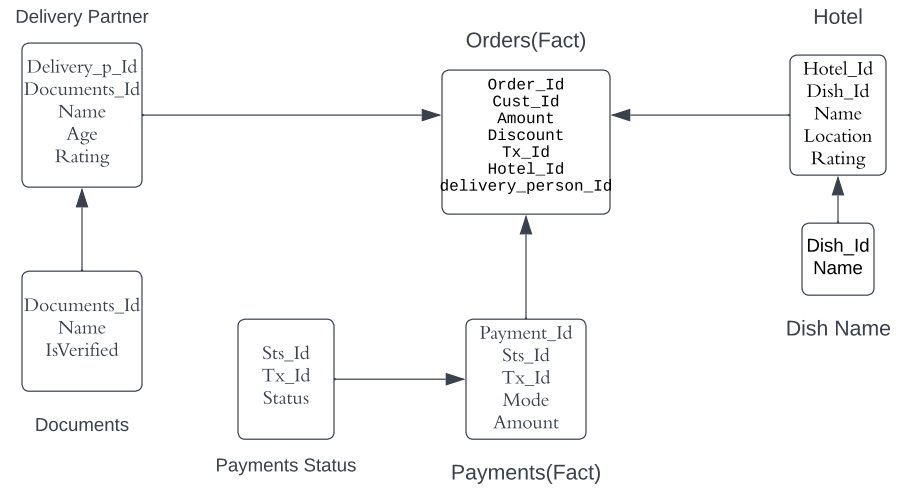 Delivery Partner
Delivery_p_Id
Documents_Id
Name
Age
Rating
Orders(Fact)
Order_Id
Cust_Id
Amount
Discount
Tx_Id
Hotel_Id
delivery_person_Id
Hotel
Hotel_Id
Dish_Id
Name
Location
Rating
Dish_Id
Name
Dish Name
Documents_Id
Name
IsVerified
Documents
Sts_Id
Tx_Id
Status
Payments Status
Payment_Id
Sts_Id
Tx_Id
Mode
Amount
Payments(Fact)